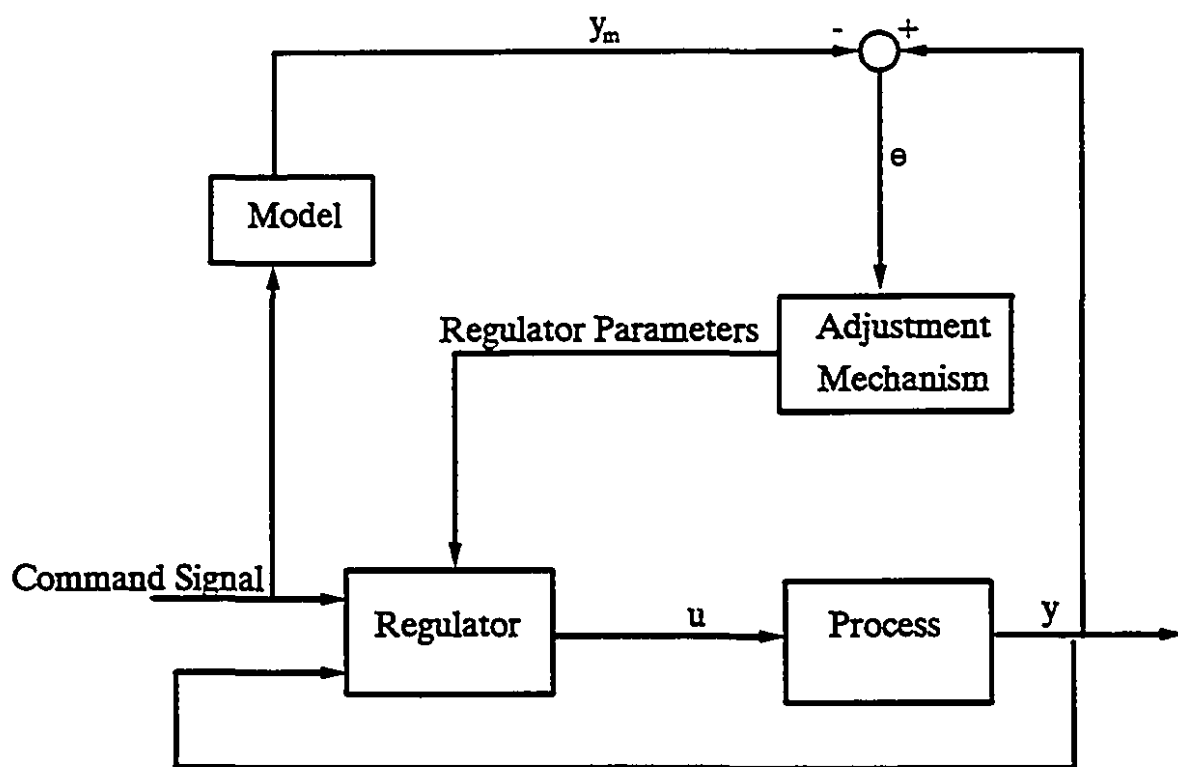 yₘ
- +
e
Model
Regulator Parameters
Adjustment
Mechanism
Command Signal
Regulator
u
Process
y